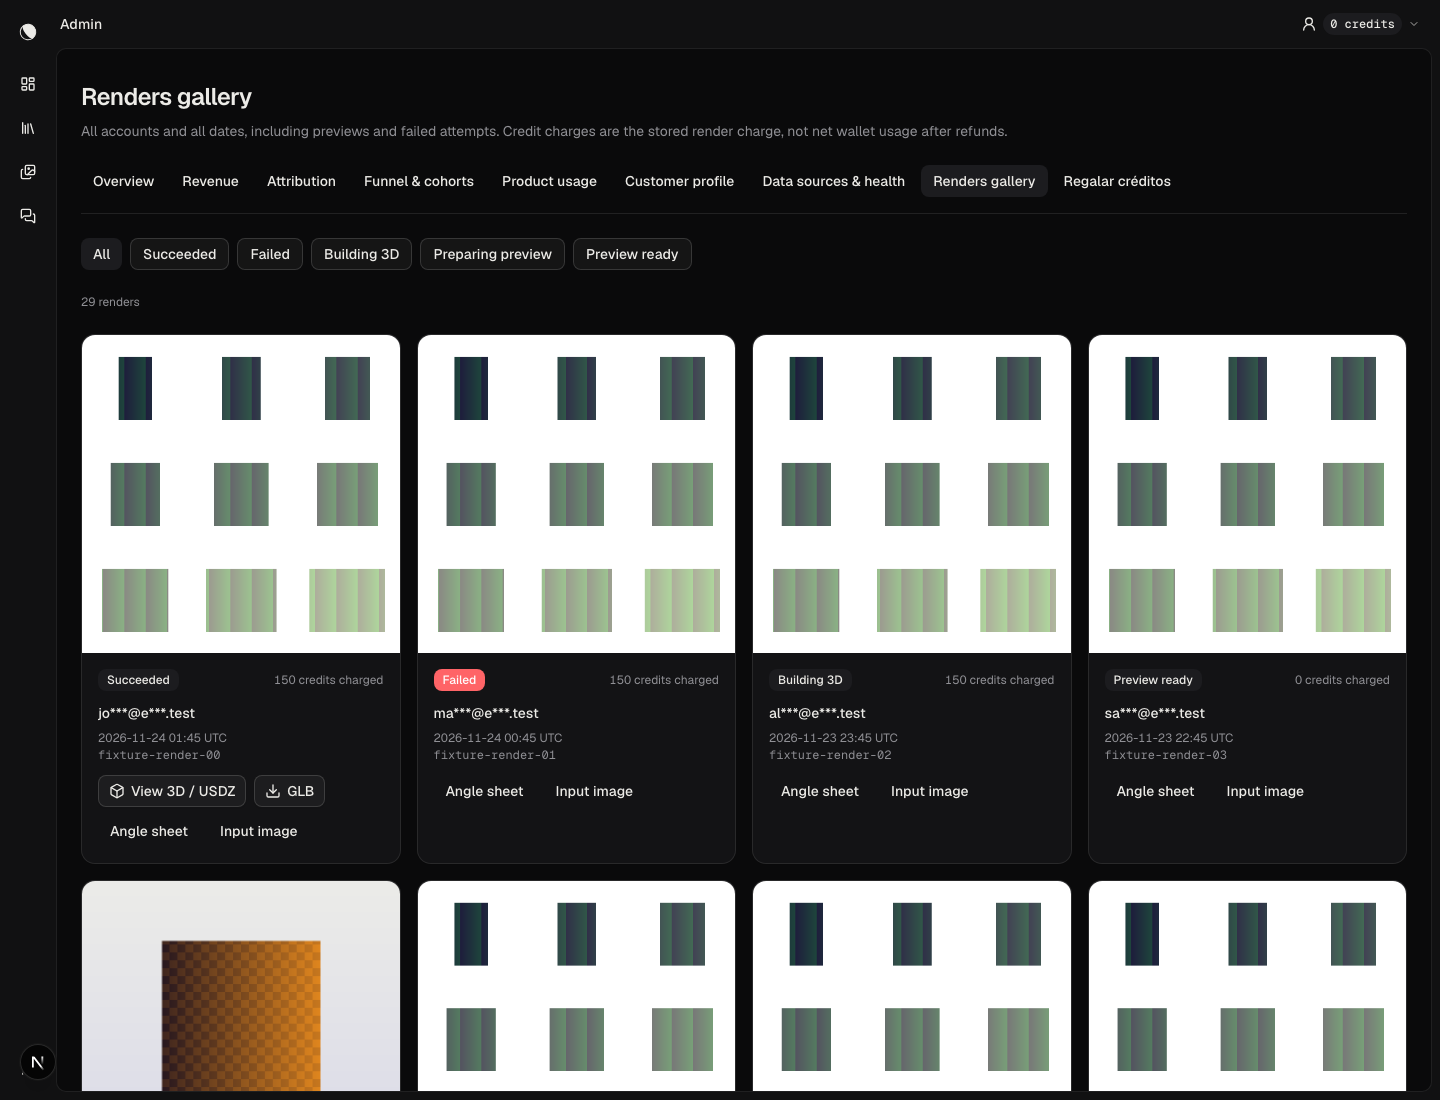 Admin
0 credits
Renders gallery
All accounts and all dates, including previews and failed attempts. Credit charges are the stored render charge, not net wallet usage after refunds.
Overview Revenue Attribution Funnel & cohorts Product usage Customer profile Data sources & health Renders gallery Regalar créditos
All Succeeded Failed Building 3D Preparing preview Preview ready
29 renders
Succeeded 150 credits charged
jo***@e***.test
2026-11-24 01:45 UTC
fixture-render-00
View 3D / USDZ GLB
Angle sheet Input image
Failed 150 credits charged
ma***@e***.test
2026-11-24 00:45 UTC
fixture-render-01
Angle sheet Input image
Building 3D 150 credits charged
al***@e***.test
2026-11-23 23:45 UTC
fixture-render-02
Angle sheet Input image
Preview ready 0 credits charged
sa***@e***.test
2026-11-23 22:45 UTC
fixture-render-03
Angle sheet Input image
N